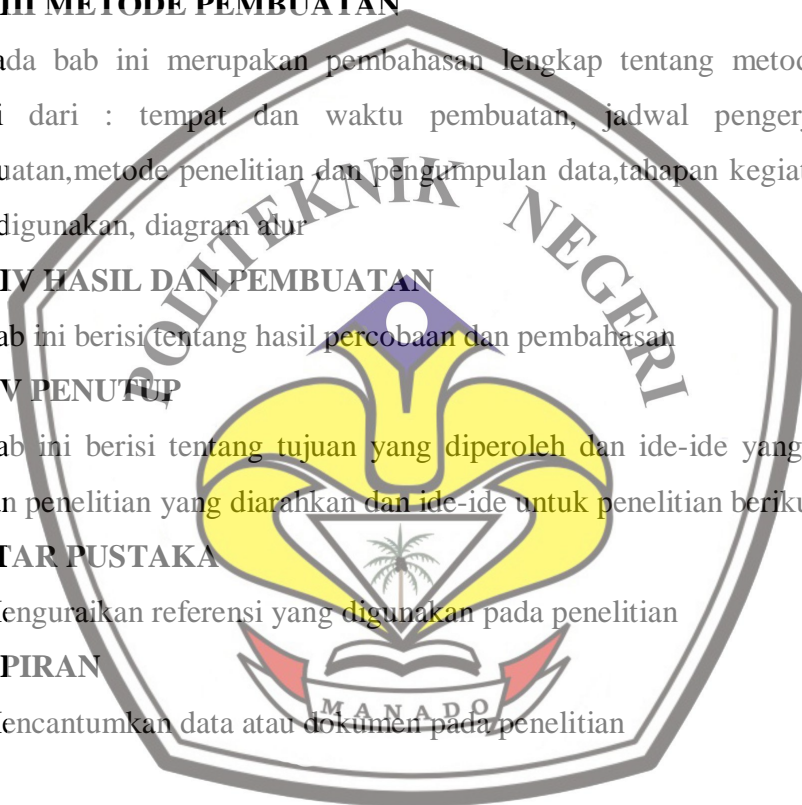 III METODE PEMBUATAN
ada bab ini merupakan pembahasan lengkap tentang metod
i dari : tempat dan waktu pembuatan, jadwal penger
uatan,metode penelitian dan pengumpulan data,tahapan kegiat
digunakan, diagram alur
IV HASIL DAN PEMBUATAN
ab ini berisi tentang hasil percobaan dan pembahasan
V PENUTUP
ab ini berisi tentang tujuan yang diperoleh dan ide-ide yang
n penelitian yang diarahkan dan ide-ide untuk penelitian beriku
TAR PUSTAKA
enguraikan referensi yang digunakan pada penelitian
PIRAN
encantumkan data atau dokumen pada penelitian
POLITEKNIK NEGERI
MANADO